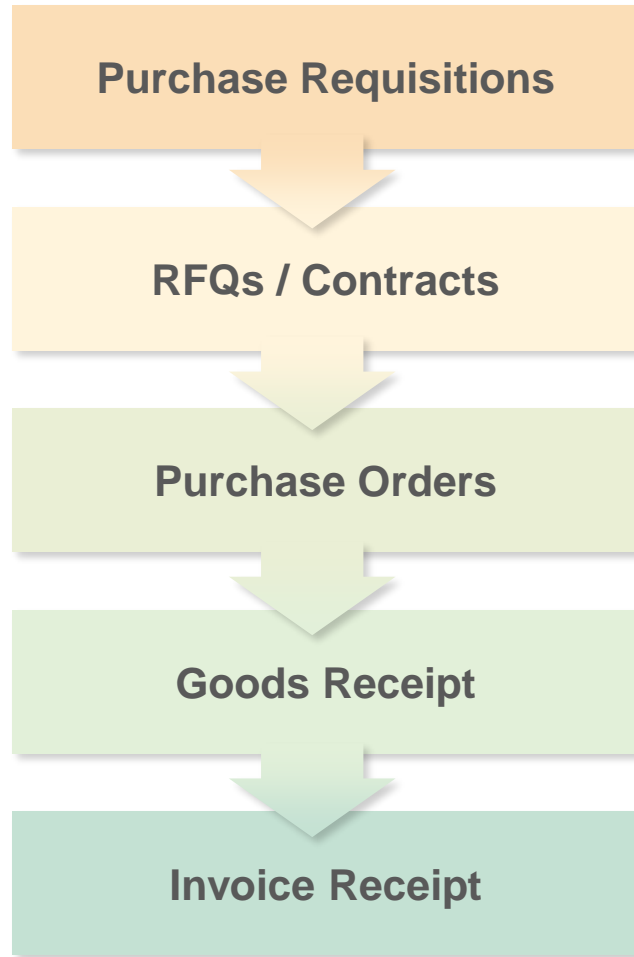 Purchase Requisitions
RFQs / Contracts
Purchase Orders
Goods Receipt
Invoice Receipt